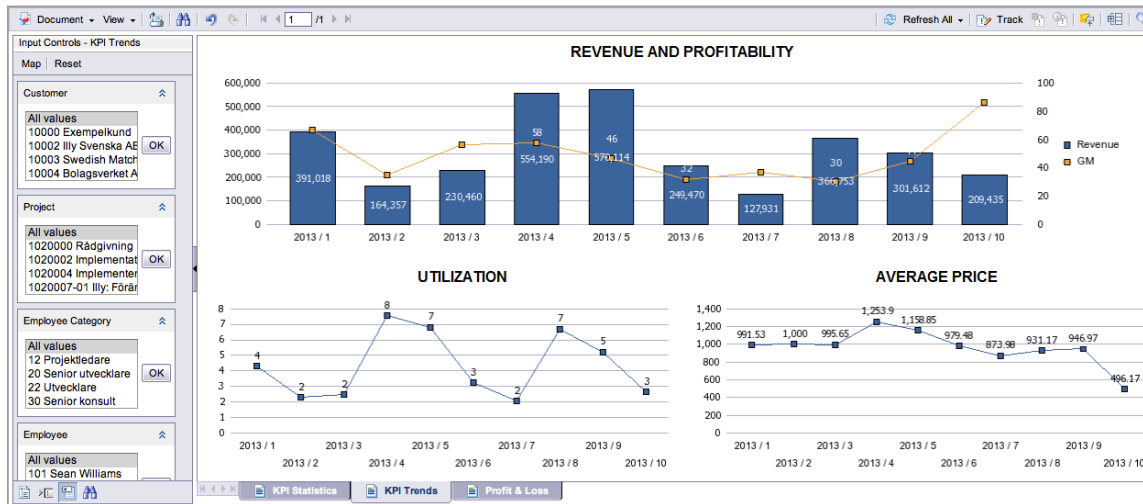 Document View
1 /1
Refresh All Track
Input Controls - KPI Trends
Map Reset
Customer
All values
10000 Exempelkund
10002 Illy Svenska AE
10003 Swedish Match
10004 Bolagsverket A
OK
Project
All values
1020000 Rådgivning
1020002 Implementat
1020004 Implementer
1020007-01 Illy: Förär
OK
Employee Category
All values
12 Projektledare
20 Senior utvecklare
22 Utvecklare
30 Senior konsult
OK
Employee
All values
101 Sean Williams
REVENUE AND PROFITABILITY
600,000
500,000
400,000
300,000
200,000
100,000
0
100
80
60
40
20
0
391,018
164,357
230,460
58
554,190
46
570,114
32
249,470
127,931
30
366,753
301,612
209,435
2013 / 1 2013 / 2 2013 / 3 2013 / 4 2013 / 5 2013 / 6 2013 / 7 2013 / 8 2013 / 9 2013 / 10
Revenue
GM
UTILIZATION
8
7
6
5
4
3
2
1
0
4 2 2 8 7 3 2 7 5 3
2013 / 1 2013 / 3 2013 / 5 2013 / 7 2013 / 9
2013 / 2 2013 / 4 2013 / 6 2013 / 8 2013 / 10
AVERAGE PRICE
1,400
1,200
1,000
800
600
400
200
0
991.53 1,000 995.65 1,253.9 1,158.85 979.48 873.98 931.17 946.97 496.17
2013 / 1 2013 / 3 2013 / 5 2013 / 7 2013 / 9
2013 / 2 2013 / 4 2013 / 6 2013 / 8 2013 / 10
KPI Statistics KPI Trends Profit & Loss